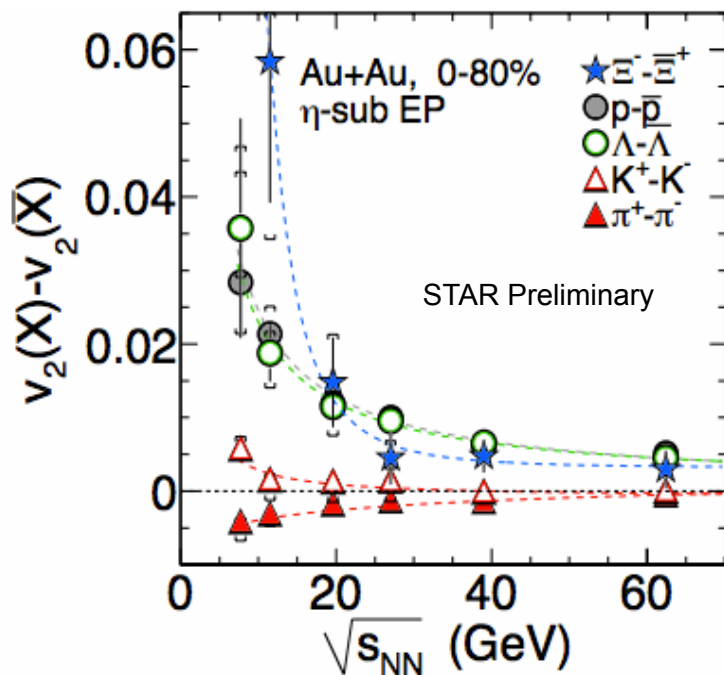 0.06
0.04
0.02
0
v₂(X)-v₂(X̅)
Au+Au, 0-80%
η-sub EP
Ξ⁻-Ξ̅⁺
p-p̅
Λ-Λ̅
K⁺-K⁻
π⁺-π⁻
STAR Preliminary
0 20 40 60
√s_NN (GeV)